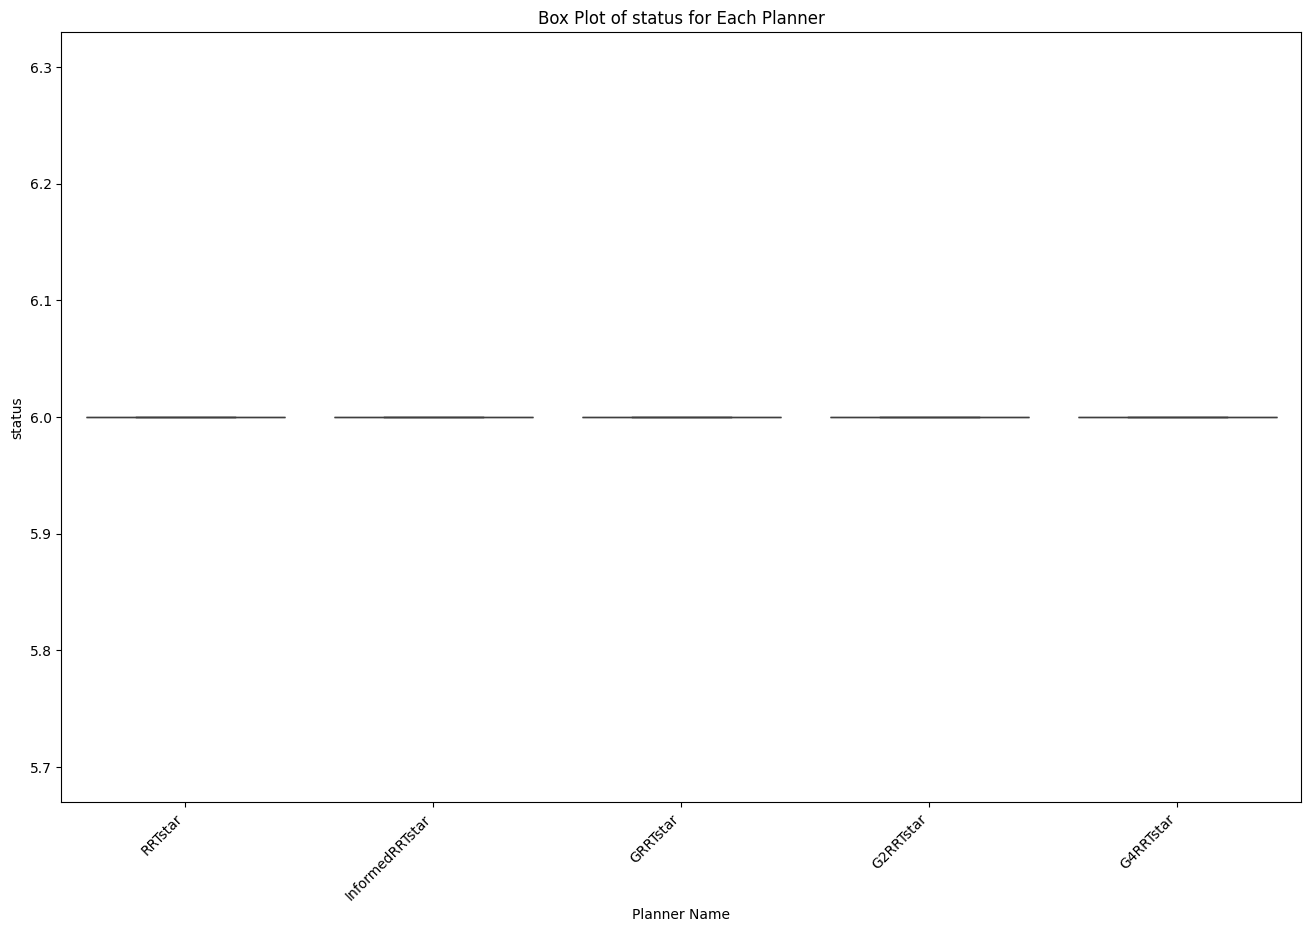 Box Plot of status for Each Planner
6.3
6.2
6.1
6.0
5.9
5.8
5.7
status
RRTstar
InformedRRTstar
GRRTstar
G2RRTstar
G4RRTstar
Planner Name